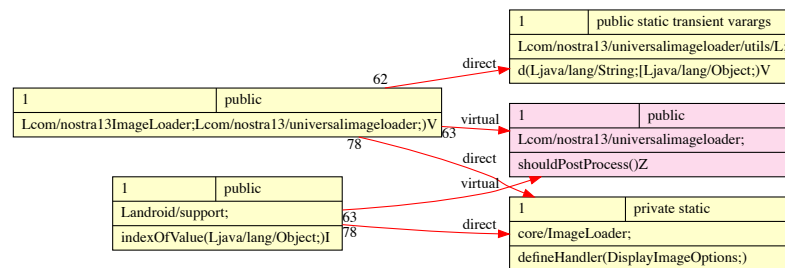 1 public static transient varargs
Lcom/nostra13/universalimageloader/utils/L;
d(Ljava/lang/String;[Ljava/lang/Object;)V
direct
62
1 public
Lcom/nostra13ImageLoader;Lcom/nostra13/universalimageloader;)V
63
78
virtual
1 public
Lcom/nostra13/universalimageloader;
shouldPostProcess()Z
direct
virtual
1 public
Landroid/support;
indexOfValue(Ljava/lang/Object;)I
63
78
direct
1 private static
core/ImageLoader;
defineHandler(DisplayImageOptions;)